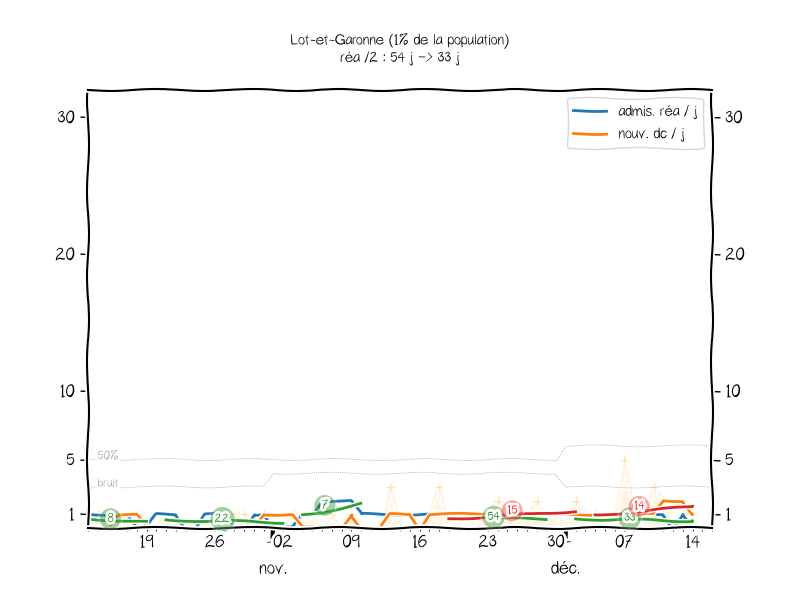 Lot-et-Garonne (1% de la population)
réa /2 : 54 j -> 33 j
admis. réa / j
nouv. dc / j
30 30
20 20
10 10
5 5
1 1
50%
bruit
8 22 7 54 15 33 14
19 26 02 09 16 23 30 07 14
nov. déc.